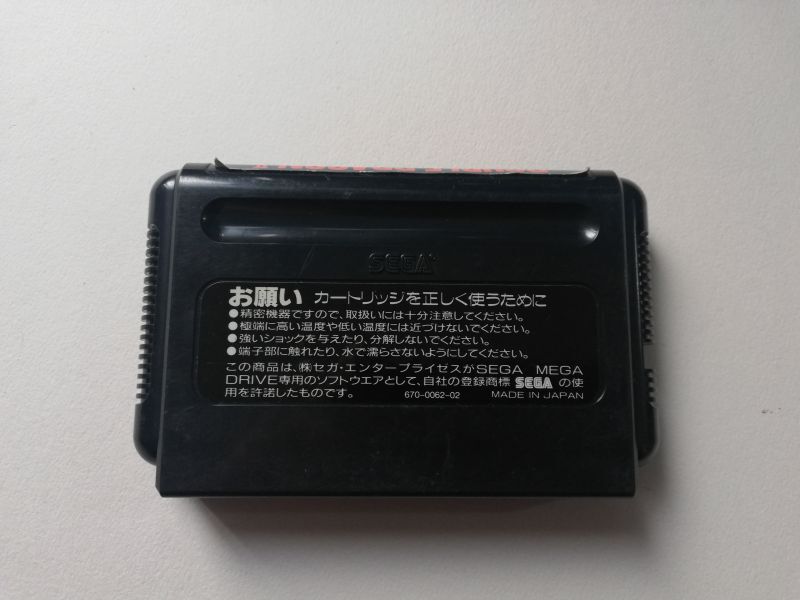 SEGA
お願い カートリッジを正しく使うために
●精密機器ですので、取扱いには十分注意してください。
●極端に高い温度や低い温度には近づけないでください。
●強いショックを与えたり、分解しないでください。
●端子部に触れたり、水で濡らさないようにしてください。
この商品は、㈱セガ・エンタープライゼスがSEGA MEGA
DRIVE専用のソフトウエアとして、自社の登録商標 SEGA の使
用を許諾したものです。 670-0062-02 MADE IN JAPAN